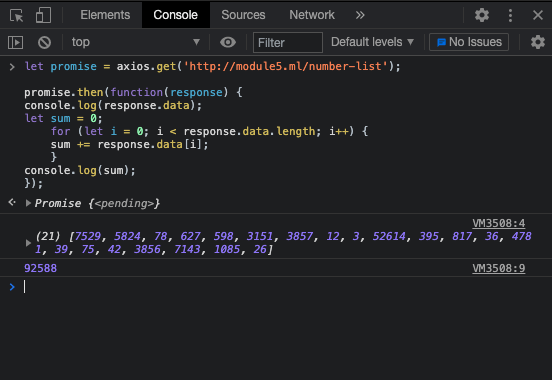 Elements Console Sources Network »
top Filter Default levels No Issues
> let promise = axios.get('http://module5.ml/number-list');
promise.then(function(response) {
console.log(response.data);
let sum = 0;
for (let i = 0; i < response.data.length; i++) {
sum += response.data[i];
}
console.log(sum);
});
Promise {<pending>}
VM3508:4
(21) [7529, 5824, 78, 627, 598, 3151, 3857, 12, 3, 52614, 395, 817, 36, 478
1, 39, 75, 42, 3856, 7143, 1085, 26]
92588 VM3508:9
>